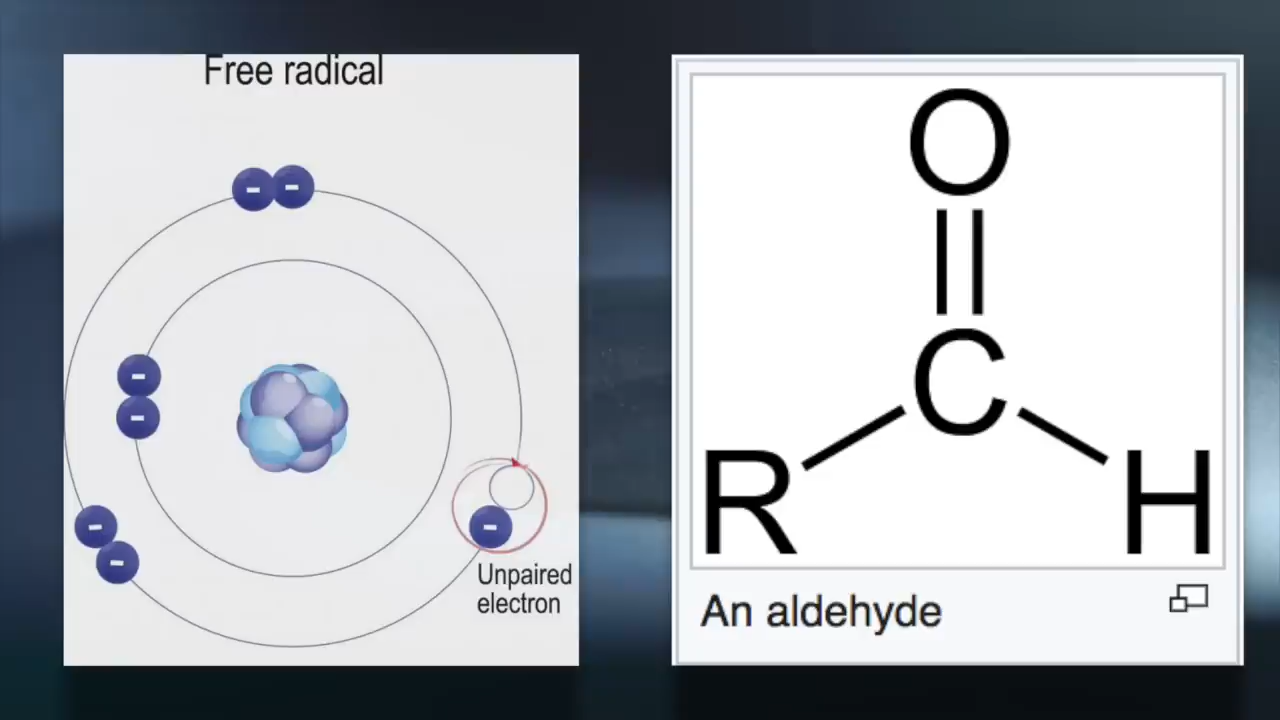 Free radical
Unpaired
electron
O
C
R
H
An aldehyde